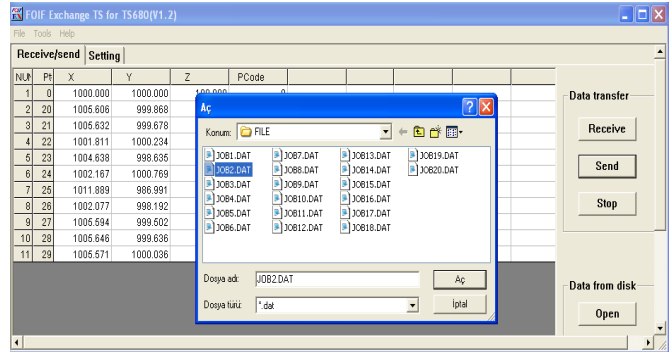 FOIF Exchange TS for TS680(V1.2)
File Tools Help
Receive/send Setting
NUM Pt X Y Z PCode
1 0 1000.000 1000.000 100.000 0
2 20 1005.606 999.868
3 21 1005.632 999.678
4 22 1001.811 1000.234
5 23 1004.638 998.635
6 24 1002.167 1000.769
7 25 1011.889 986.991
8 26 1002.077 998.192
9 27 1005.594 999.502
10 28 1005.646 999.636
11 29 1005.571 1000.036
Aç
Konum: FILE
JOB1.DAT JOB7.DAT JOB13.DAT JOB19.DAT
JOB2.DAT JOB8.DAT JOB14.DAT JOB20.DAT
JOB3.DAT JOB9.DAT JOB15.DAT
JOB4.DAT JOB10.DAT JOB16.DAT
JOB5.DAT JOB11.DAT JOB17.DAT
JOB6.DAT JOB12.DAT JOB18.DAT
Dosya adı: JOB2.DAT Aç
Dosya türü: *.dat İptal
Data transfer
Receive
Send
Stop
Data from disk
Open